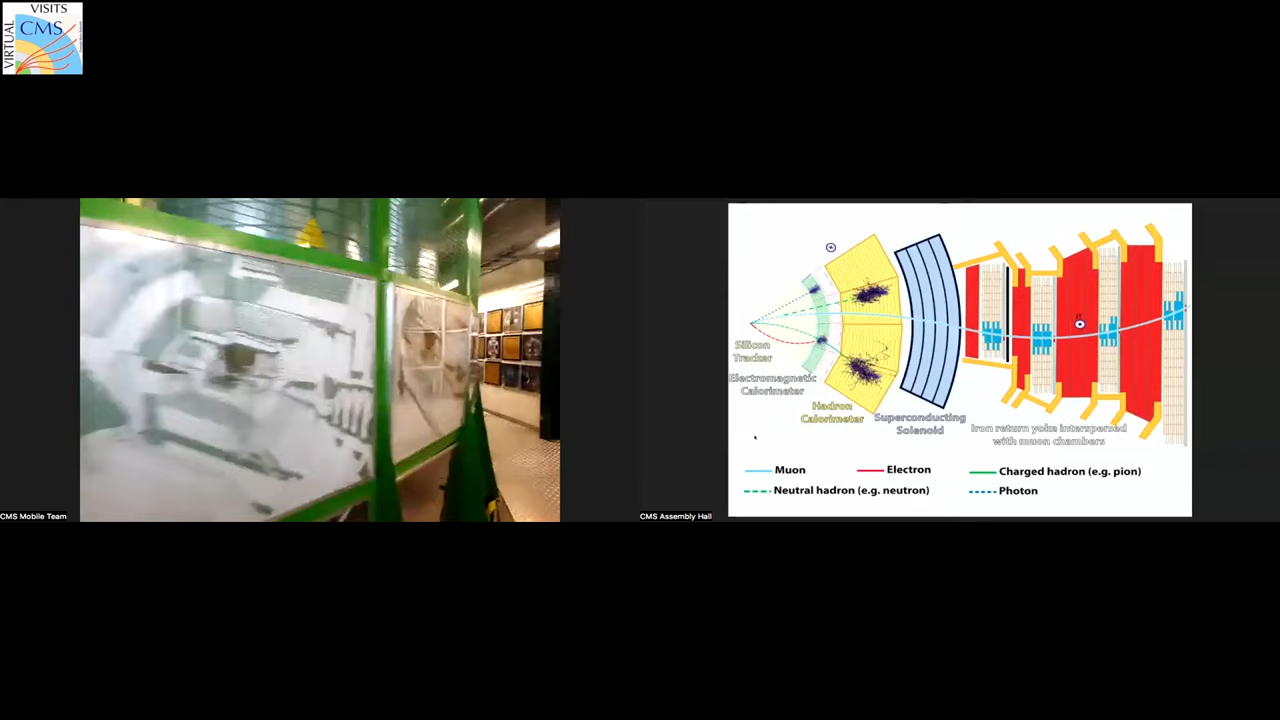 VISITS
CMS
VIRTUAL
Silicon
Tracker
Electromagnetic
Calorimeter
Hadron
Calorimeter
Superconducting
Solenoid
Iron return yoke interspersed
with muon chambers
Muon
Electron
Charged hadron (e.g. pion)
Neutral hadron (e.g. neutron)
Photon
CMS Mobile Team
CMS Assembly Hall